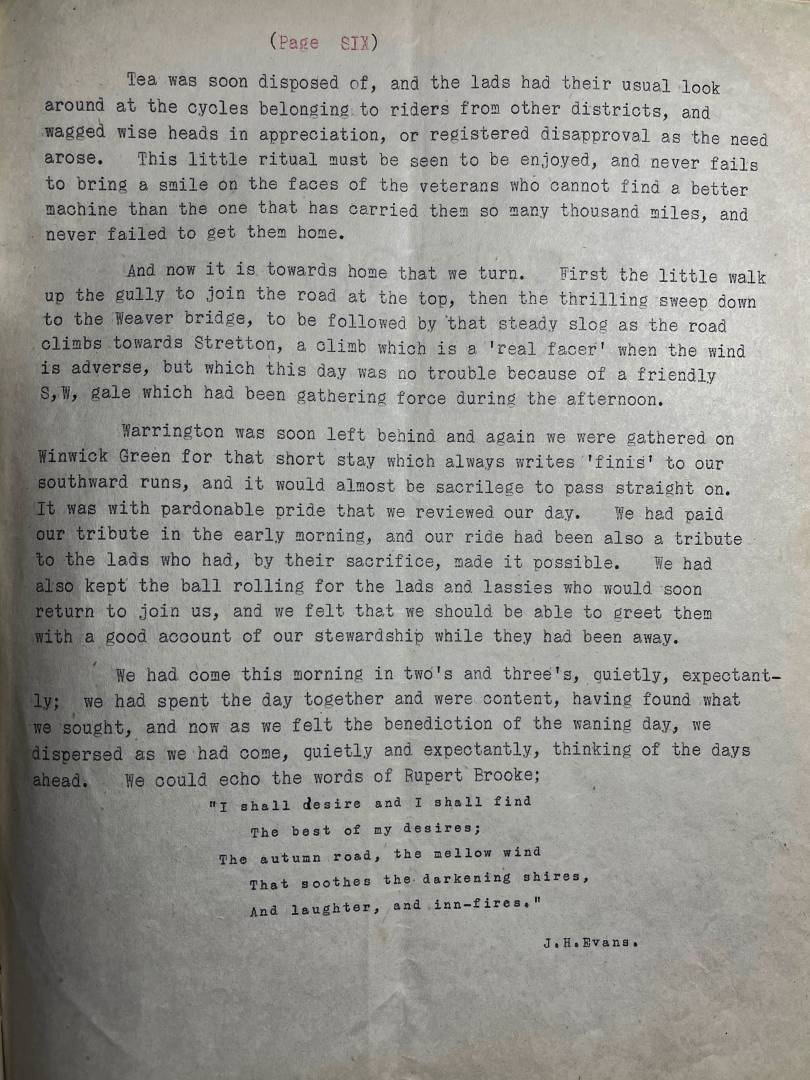 (Page SIX)
Tea was soon disposed of, and the lads had their usual look
around at the cycles belonging to riders from other districts, and
wagged wise heads in appreciation, or registered disapproval as the need
arose. This little ritual must be seen to be enjoyed, and never fails
to bring a smile on the faces of the veterans who cannot find a better
machine than the one that has carried them so many thousand miles, and
never failed to get them home.
And now it is towards home that we turn. First the little walk
up the gully to join the road at the top, then the thrilling sweep down
to the Weaver bridge, to be followed by that steady slog as the road
climbs towards Stretton, a climb which is a 'real facer' when the wind
is adverse, but which this day was no trouble because of a friendly
S,W, gale which had been gathering force during the afternoon.
Warrington was soon left behind and again we were gathered on
Winwick Green for that short stay which always writes 'finis' to our
southward runs, and it would almost be sacrilege to pass straight on.
It was with pardonable pride that we reviewed our day. We had paid
our tribute in the early morning, and our ride had been also a tribute
to the lads who had, by their sacrifice, made it possible. We had
also kept the ball rolling for the lads and lassies who would soon
return to join us, and we felt that we should be able to greet them
with a good account of our stewardship while they had been away.
We had come this morning in two's and three's, quietly, expectant-
ly; we had spent the day together and were content, having found what
we sought, and now as we felt the benediction of the waning day, we
dispersed as we had come, quietly and expectantly, thinking of the days
ahead. We could echo the words of Rupert Brooke;
"I shall desire and I shall find
The best of my desires;
The autumn road, the mellow wind
That soothes the darkening shires,
And laughter, and inn-fires."
J.H.Evans.